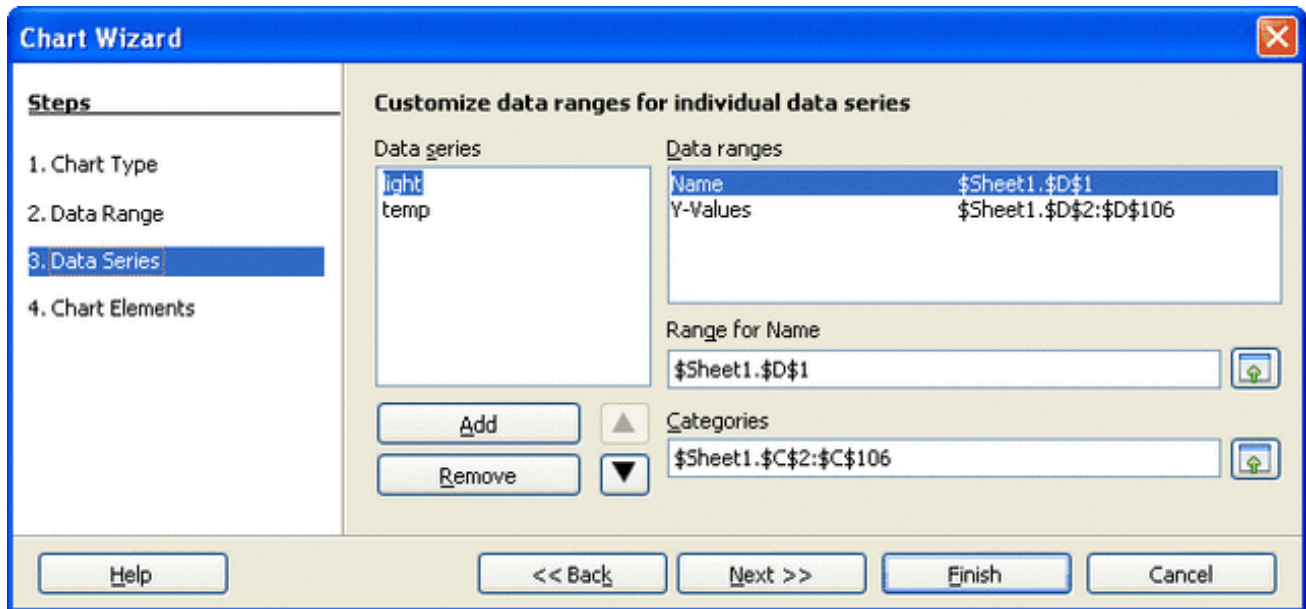 Chart Wizard
Steps
1. Chart Type
2. Data Range
3. Data Series
4. Chart Elements
Customize data ranges for individual data series
Data series
light
temp
Add
Remove
Data ranges
Name $Sheet1.$D$1
Y-Values $Sheet1.$D$2:$D$106
Range for Name
$Sheet1.$D$1
Categories
$Sheet1.$C$2:$C$106
Help
<< Back
Next >>
Finish
Cancel